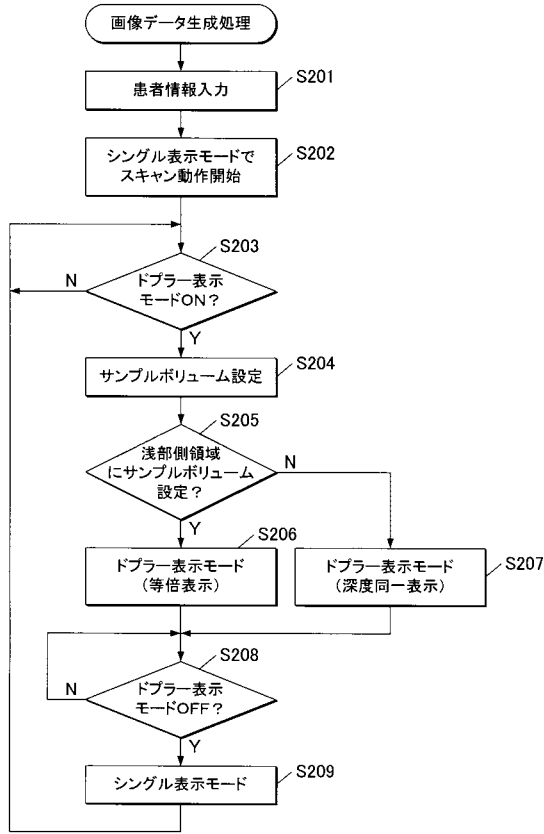 画像データ生成処理
患者情報入力
S201
シングル表示モードで
スキャン動作開始
S202
ドプラー表示
モードON?
S203
N
Y
サンプルボリューム設定
S204
浅部側領域
にサンプルボリューム
設定?
S205
N
Y
ドプラー表示モード
(等倍表示)
S206
ドプラー表示モード
(深度同一表示)
S207
ドプラー表示
モードOFF?
S208
N
Y
シングル表示モード
S209